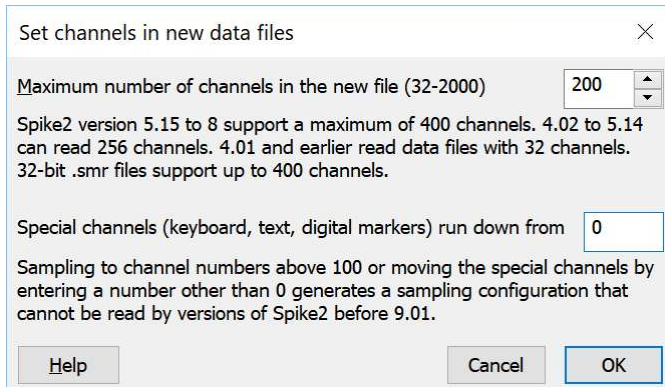 Set channels in new data files
Maximum number of channels in the new file (32-2000) 200
Spike2 version 5.15 to 8 support a maximum of 400 channels. 4.02 to 5.14
can read 256 channels. 4.01 and earlier read data files with 32 channels.
32-bit .smr files support up to 400 channels.
Special channels (keyboard, text, digital markers) run down from 0
Sampling to channel numbers above 100 or moving the special channels by
entering a number other than 0 generates a sampling configuration that
cannot be read by versions of Spike2 before 9.01.
Help Cancel OK